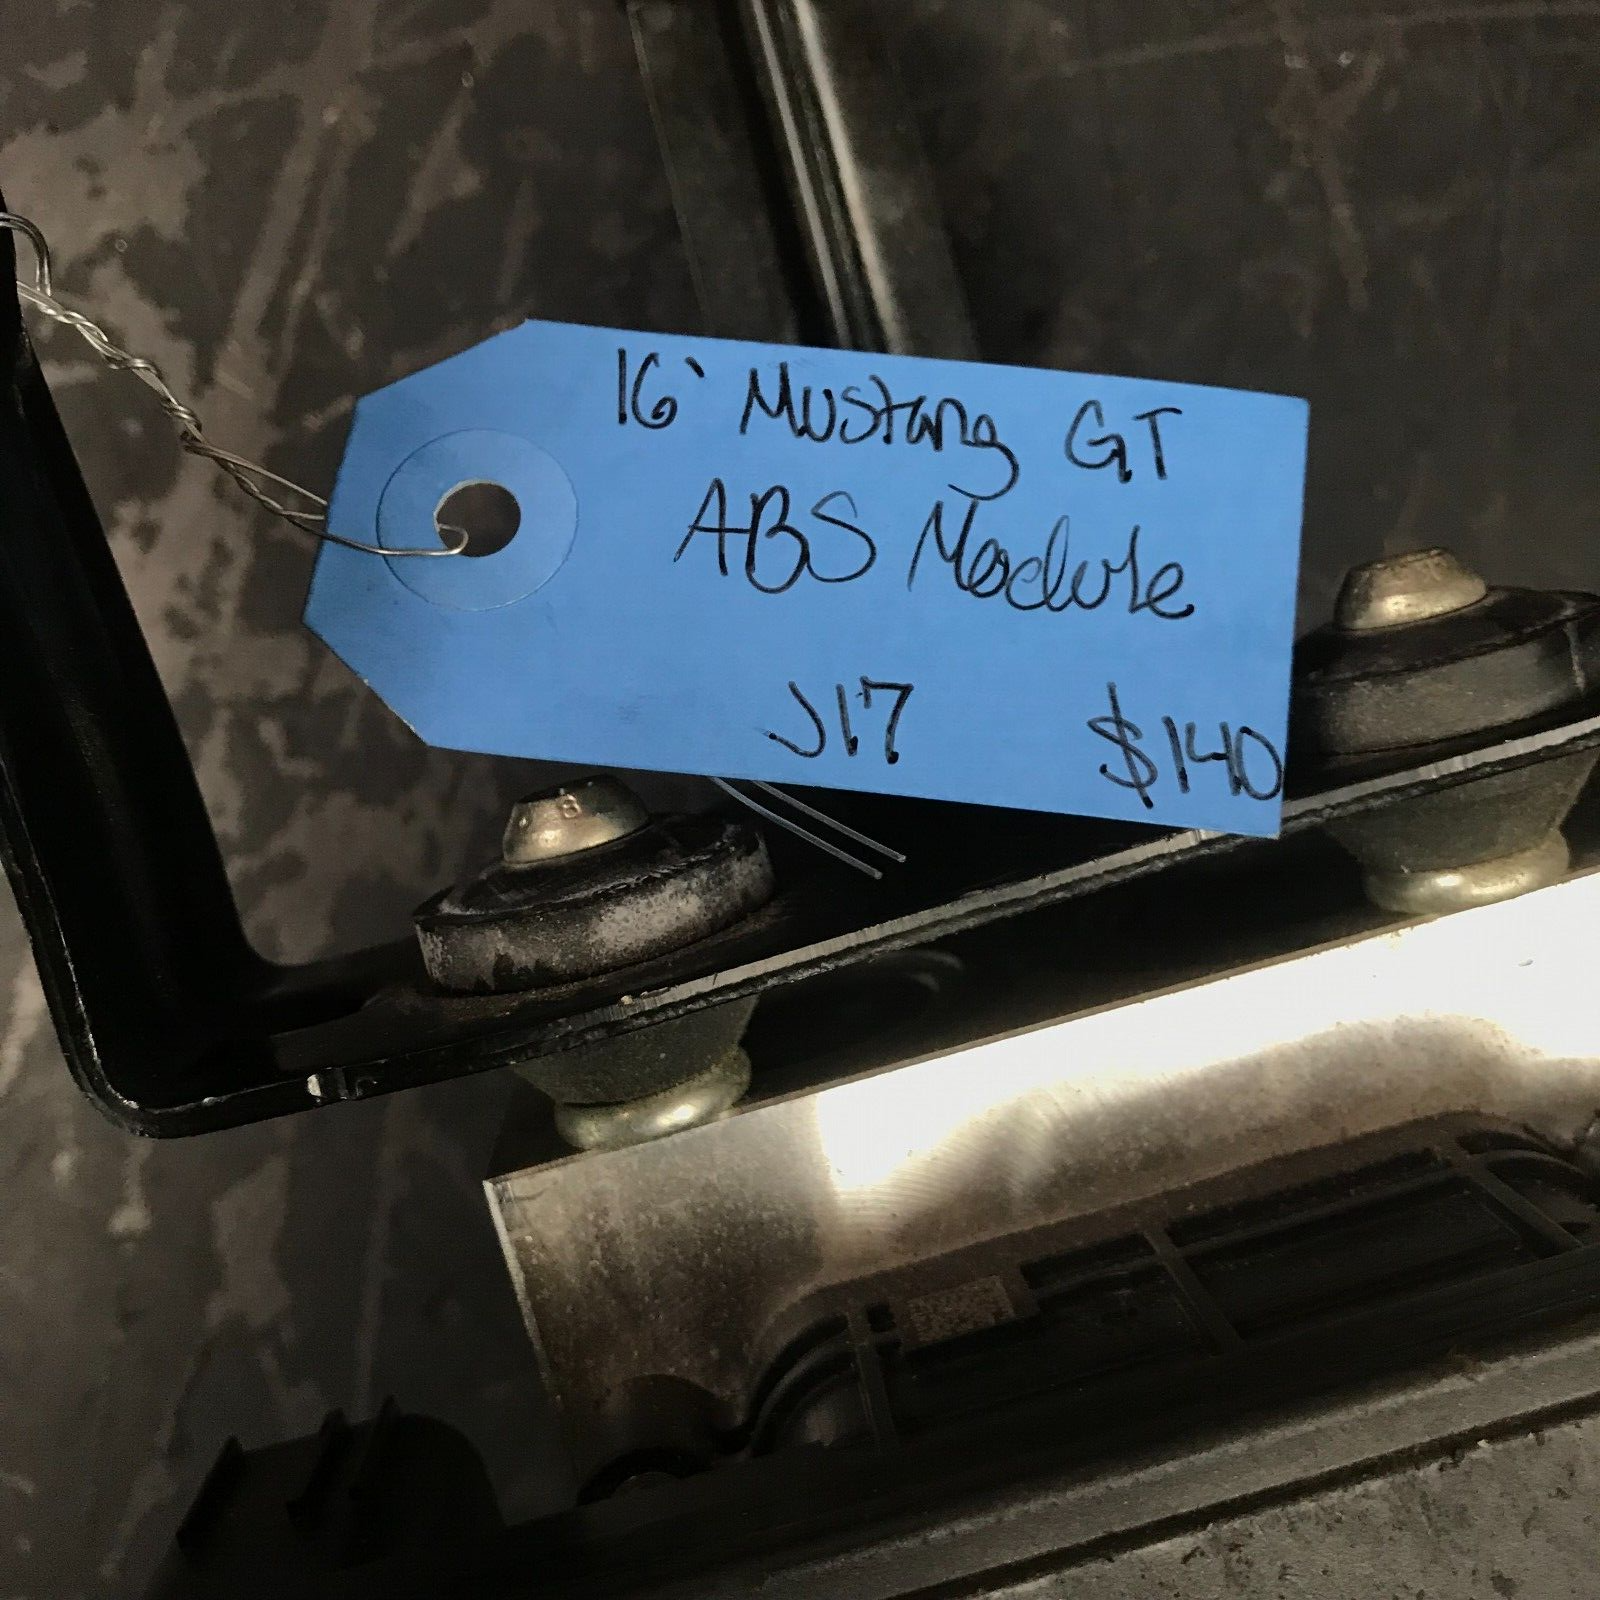 16' Mustang GT
ABS Module
J17 $140